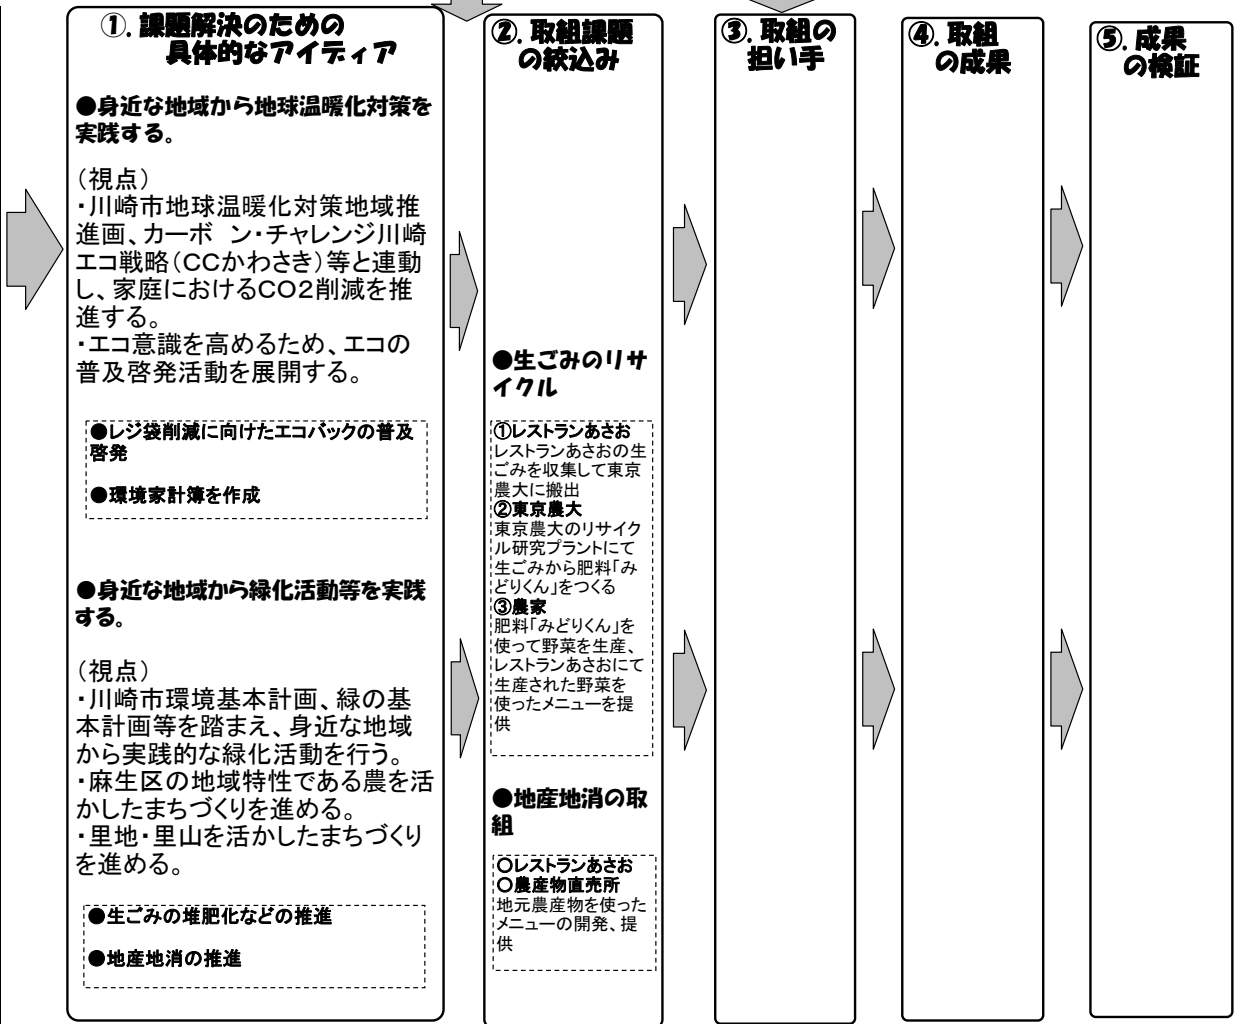 ①. 課題解決のための
具体的なアイディア
●身近な地域から地球温暖化対策を
実践する。
（視点）
・川崎市地球温暖化対策地域推
進画、カーボ　ン・チャレンジ川崎
エコ戦略（CCかわさき）等と連動
し、家庭におけるCO2削減を推
進する。
・エコ意識を高めるため、エコの
普及啓発活動を展開する。
●レジ袋削減に向けたエコバックの普及
啓発
●環境家計簿を作成
●身近な地域から緑化活動等を実践
する。
（視点）
・川崎市環境基本計画、緑の基
本計画等を踏まえ、身近な地域
から実践的な緑化活動を行う。
・麻生区の地域特性である農を活
かしたまちづくりを進める。
・里地・里山を活かしたまちづくり
を進める。
●生ごみの堆肥化などの推進
●地産地消の推進
②. 取組課題
の絞込み
●生ごみのリサ
イクル
①レストランあさお
レストランあさおの生
ごみを収集して東京
農大に搬出
②東京農大
東京農大のリサイク
ル研究プラントにて
生ごみから肥料「み
どりくん」をつくる
③農家
肥料「みどりくん」を
使って野菜を生産、
レストランあさおにて
生産された野菜を
使ったメニューを提
供
●地産地消の取
組
○レストランあさお
○農産物直売所
地元農産物を使った
メニューの開発、提
供
③. 取組の
担い手
④. 取組
の成果
⑤. 成果
の検証